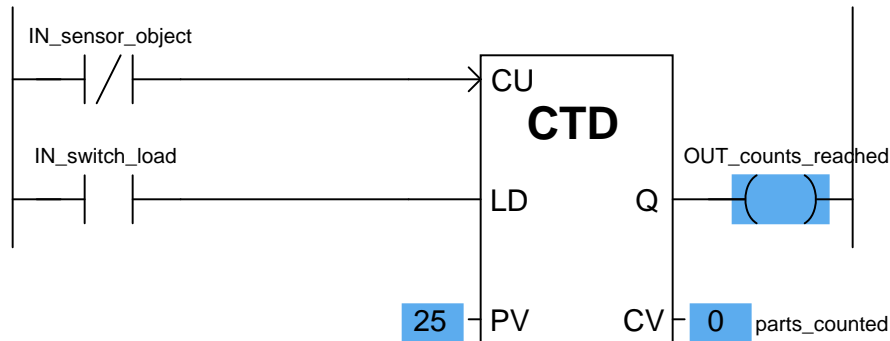 IN_sensor_object
CU
CTD
IN_switch_load
OUT_counts_reached
LD
Q
25
PV
CV
0
parts_counted